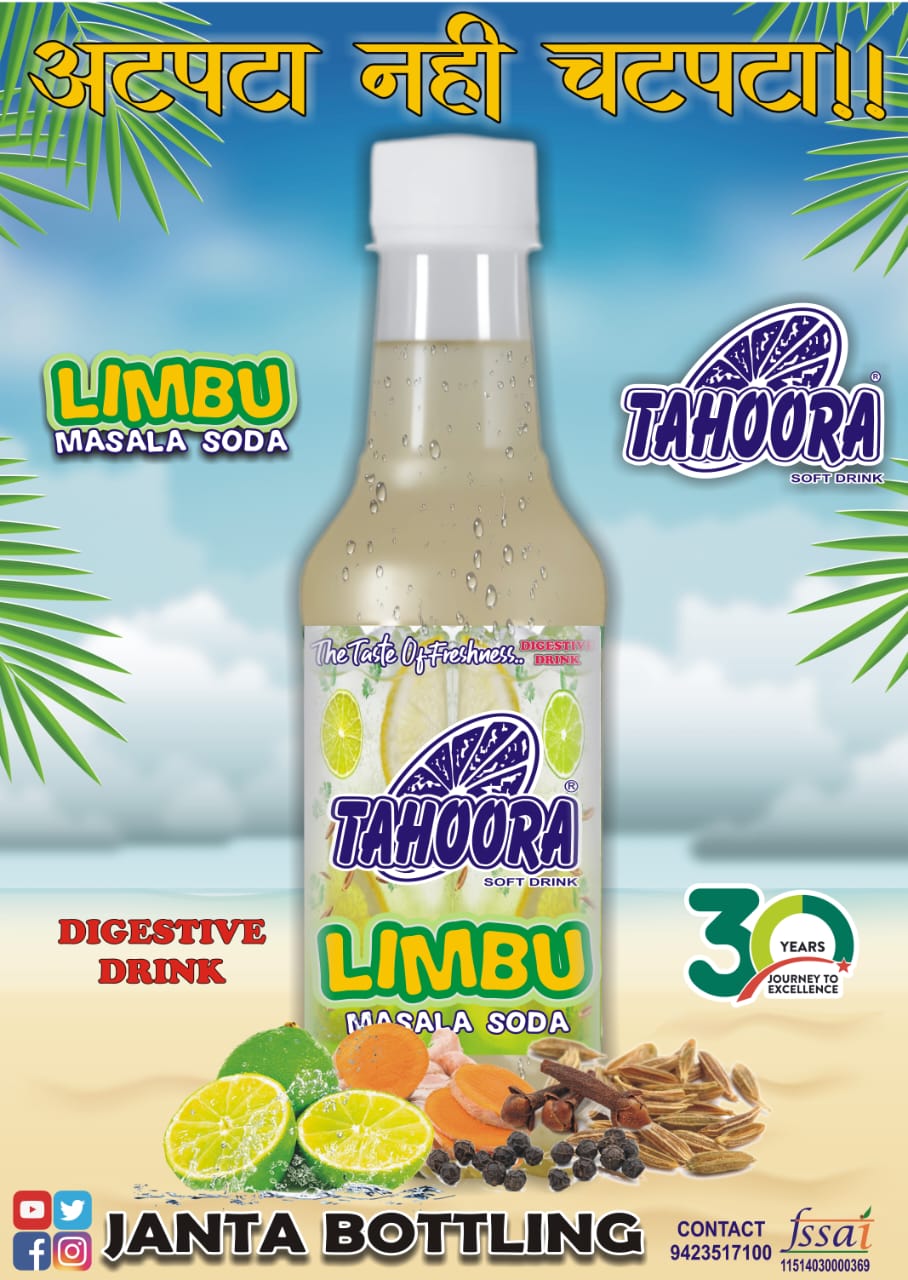 अटपटा नही चटपटा!!
LIMBU
MASALA SODA
TAHOORA
®
SOFT DRINK
The Taste Of Freshness..
DIGESTIVE
DRINK
TAHOORA
®
SOFT DRINK
LIMBU
MASALA SODA
DIGESTIVE
DRINK
30
YEARS
JOURNEY TO
EXCELLENCE
JANTA BOTTLING
CONTACT
9423517100
fssai
11514030000369